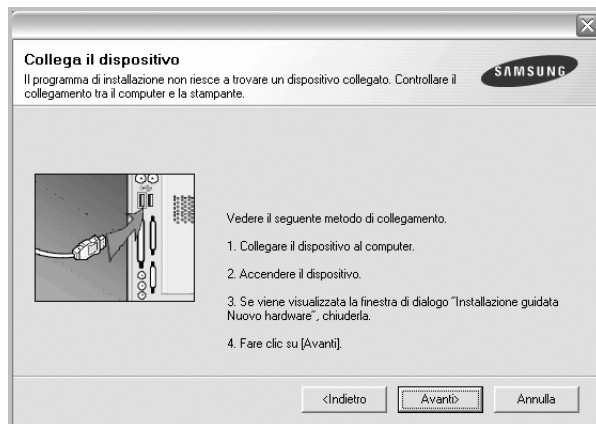 Collega il dispositivo
Il programma di installazione non riesce a trovare un dispositivo collegato. Controllare il
collegamento tra il computer e la stampante.
SAMSUNG
Vedere il seguente metodo di collegamento.
1. Collegare il dispositivo al computer.
2. Accendere il dispositivo.
3. Se viene visualizzata la finestra di dialogo "Installazione guidata
Nuovo hardware", chiuderla.
4. Fare clic su [Avanti].
<Indietro
Avanti>
Annulla